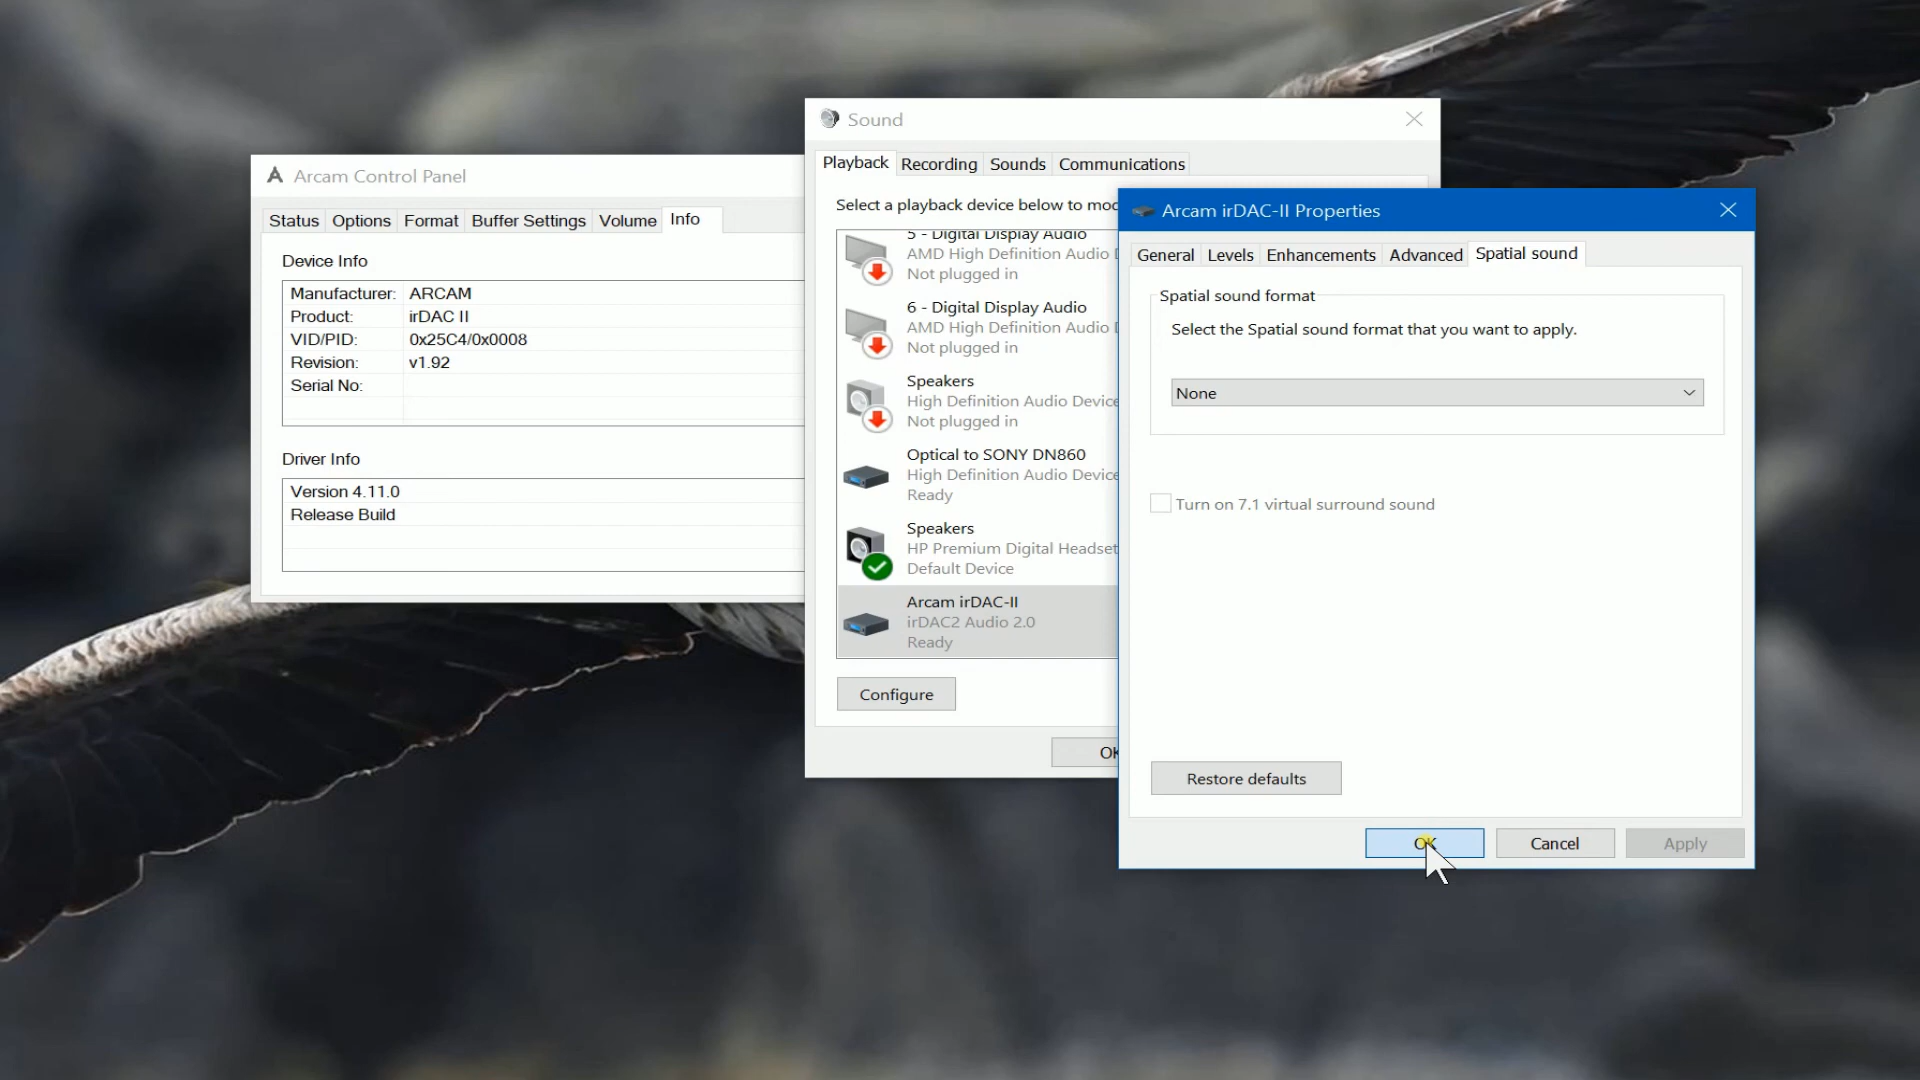 Arcam Control Panel
Status Options Format Buffer Settings Volume Info
Device Info
Manufacturer: ARCAM
Product: irDAC II
VID/PID: 0x25C4/0x0008
Revision: v1.92
Serial No:
Driver Info
Version 4.11.0
Release Build
Sound
Playback Recording Sounds Communications
Select a playback device below to
5 - Digital Display Audio
AMD High Definition Audio
Not plugged in
6 - Digital Display Audio
AMD High Definition Audio
Not plugged in
Speakers
High Definition Audio Device
Not plugged in
Optical to SONY DN860
High Definition Audio Device
Ready
Speakers
HP Premium Digital Headset
Default Device
Arcam irDAC-II
irDAC2 Audio 2.0
Ready
Configure
OK
Arcam irDAC-II Properties
General Levels Enhancements Advanced Spatial sound
Spatial sound format
Select the Spatial sound format that you want to apply.
None
Turn on 7.1 virtual surround sound
Restore defaults
OK Cancel Apply